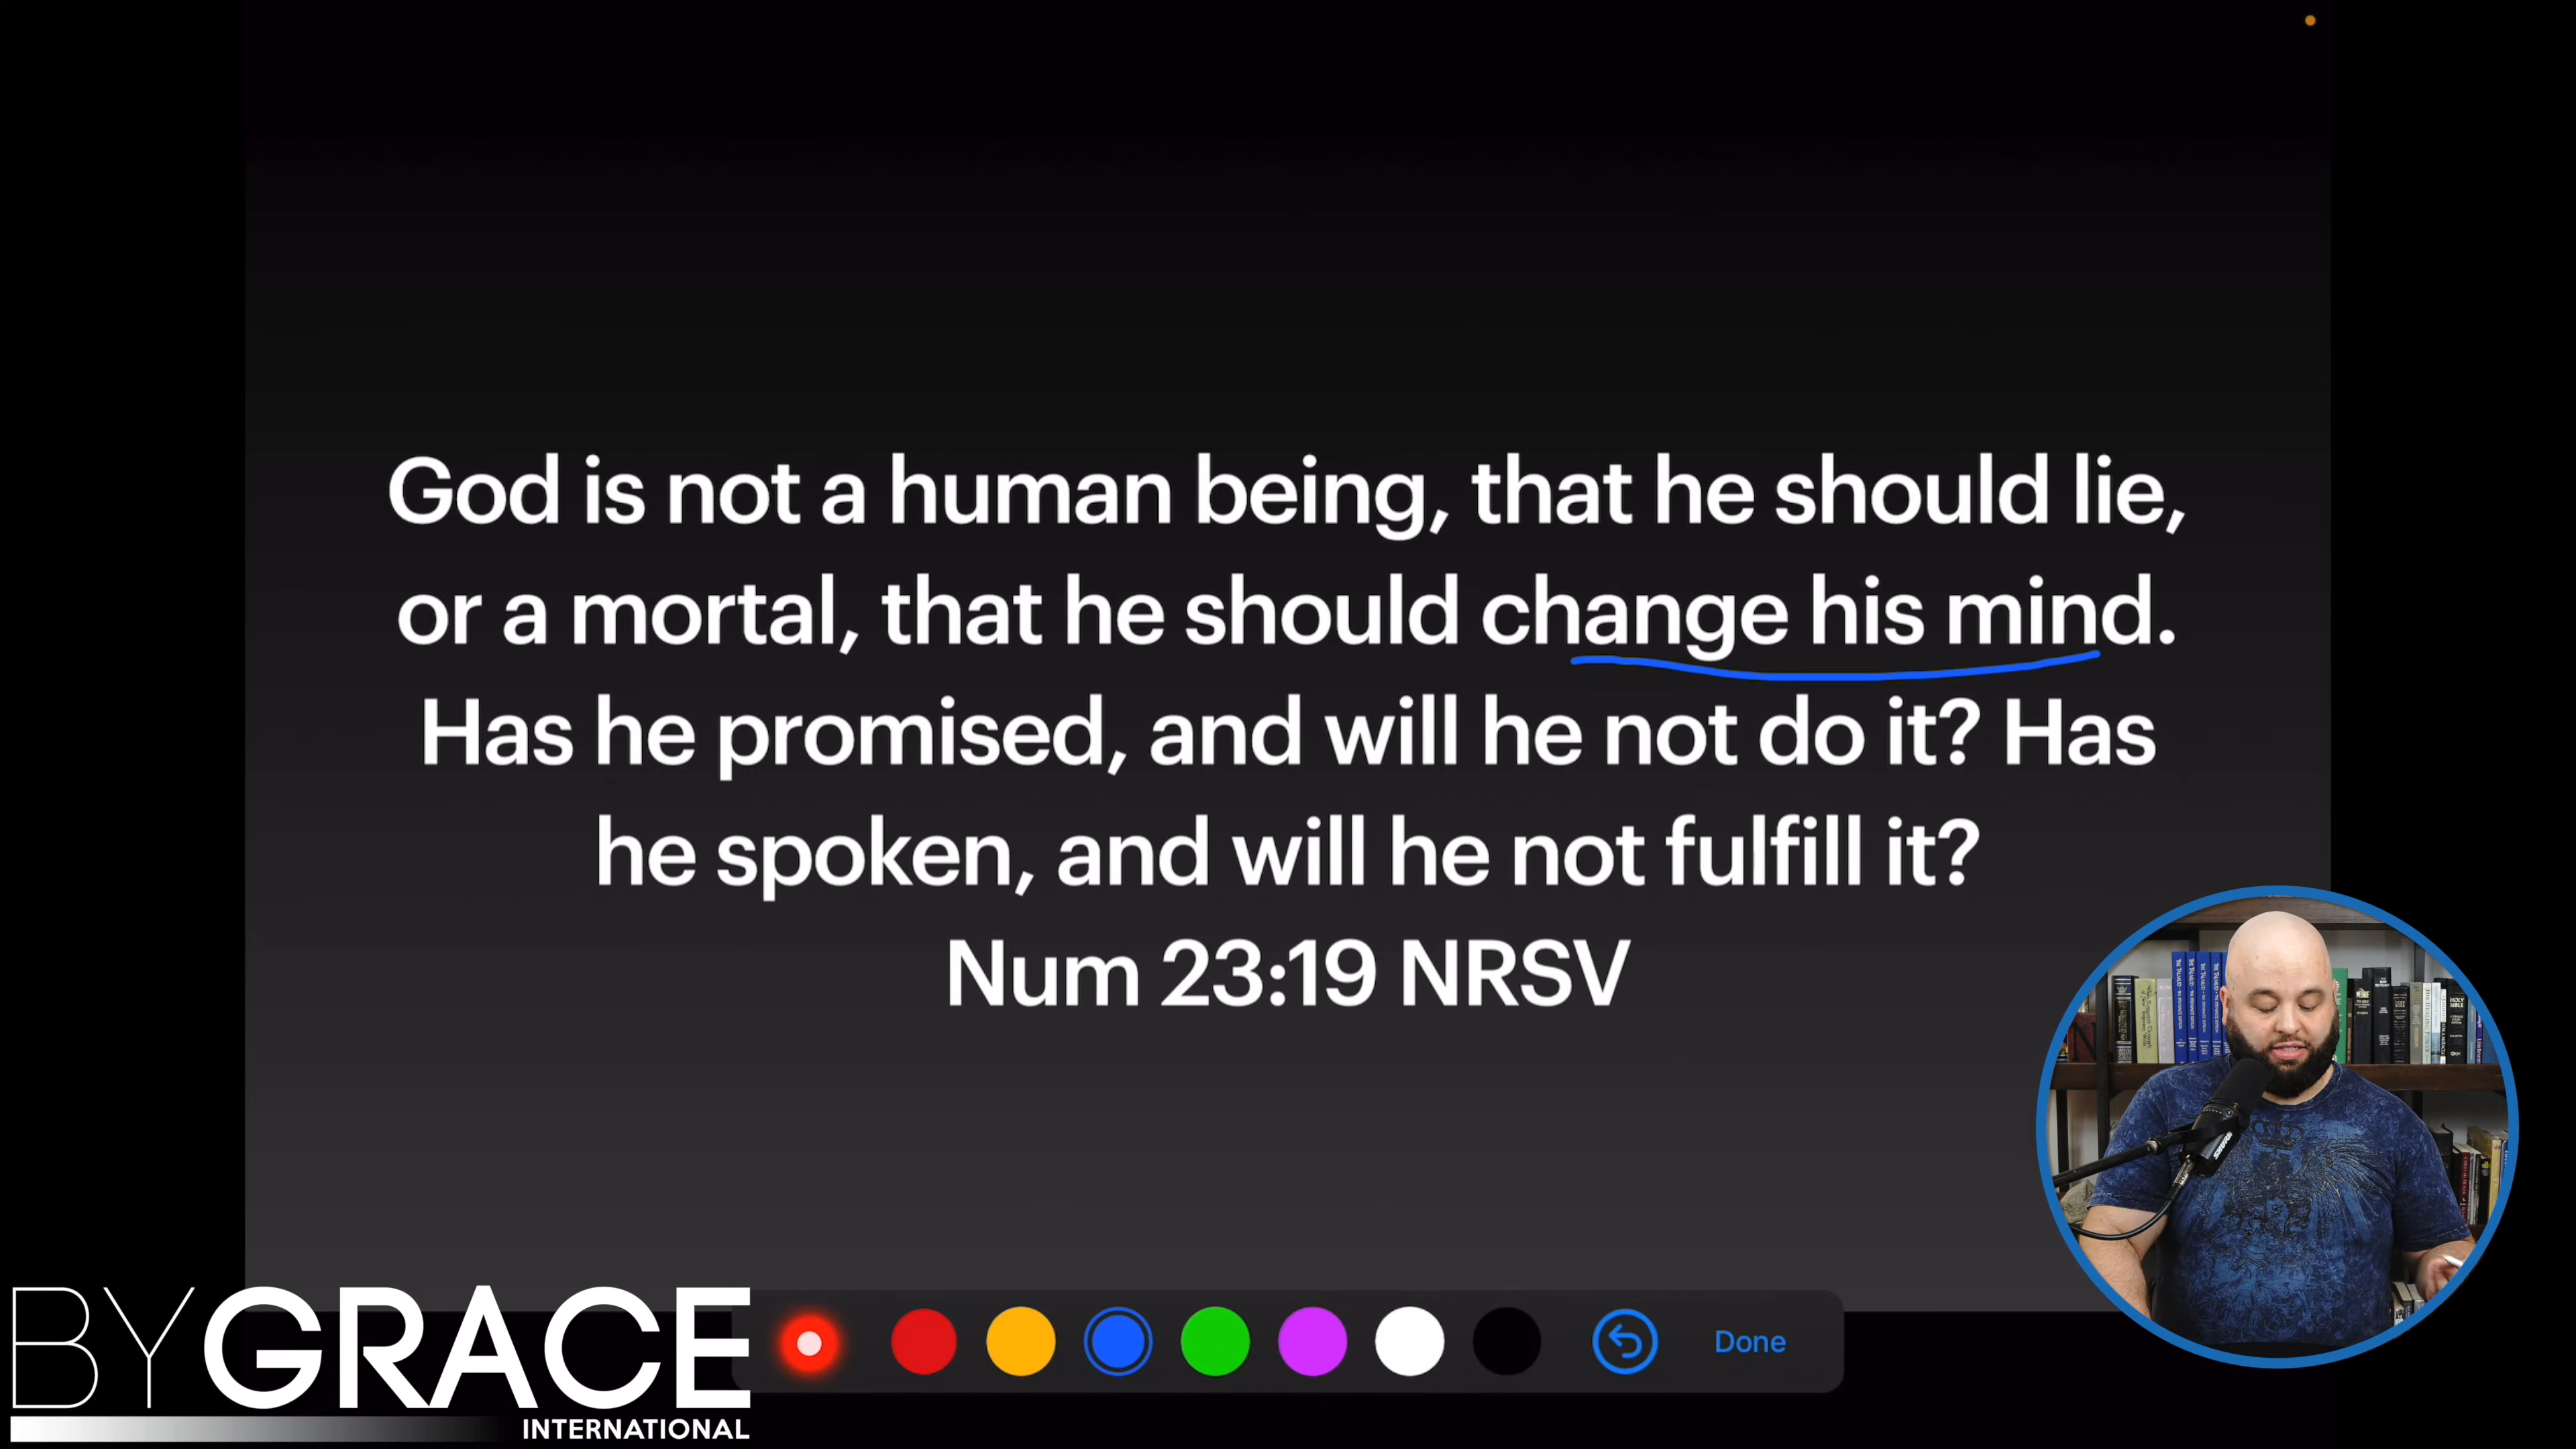 God is not a human being, that he should lie,
or a mortal, that he should change his mind.
Has he promised, and will he not do it? Has
he spoken, and will he not fulfill it?
Num 23:19 NRSV
BYGRACE
INTERNATIONAL
Done